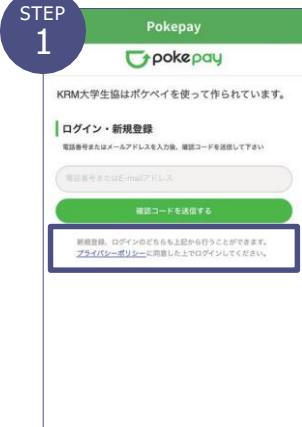 STEP
1
Pokepay
pokepay
KRM大学生協はポケペイを使って作られています。
ログイン・新規登録
電話番号またはメールアドレスを入力後、確認コードを送信して下さい
電話番号またはE-mailアドレス
確認コードを送信する
新規登録、ログインのどちらも上記から行うことができます。
プライバシーポリシーに同意した上でログインしてください。